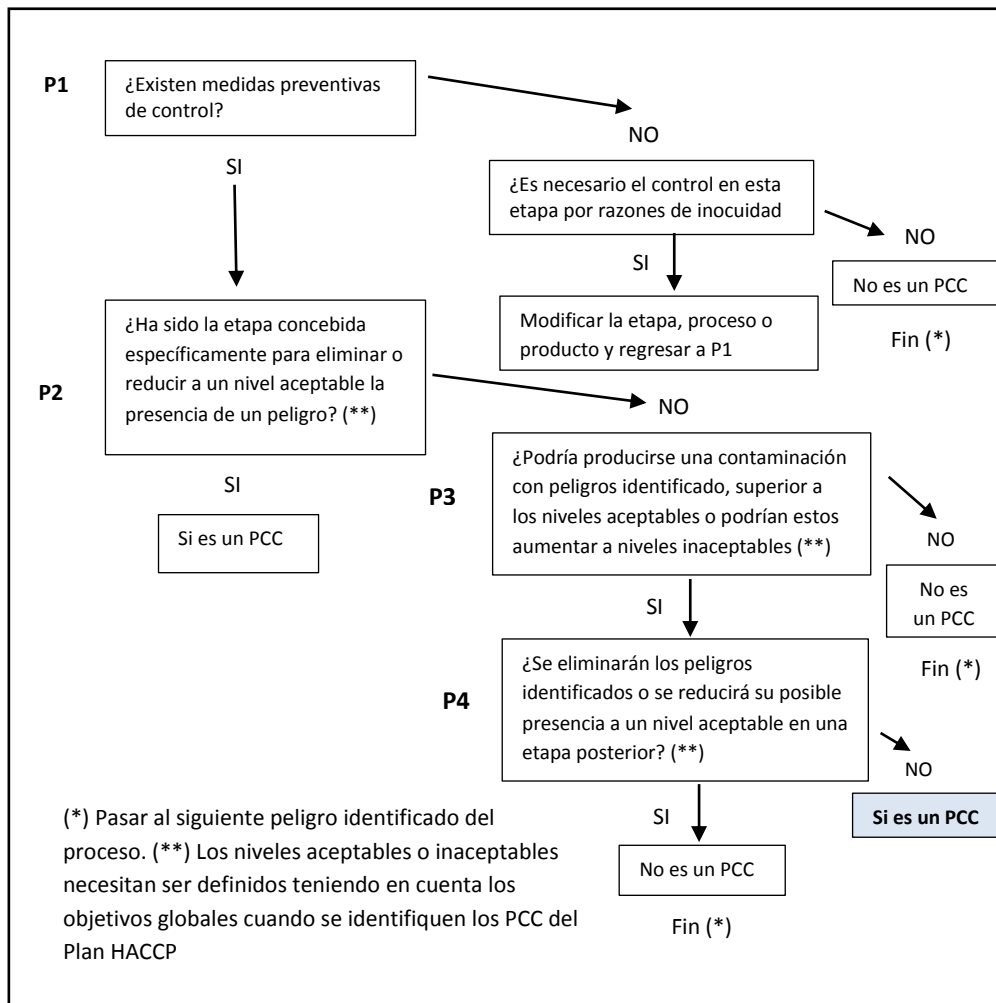 P1
¿Existen medidas preventivas
de control?
NO
SI
¿Es necesario el control en esta
etapa por razones de inocuidad
NO
SI
No es un PCC
Fin (*)
Modificar la etapa, proceso o
producto y regresar a P1
P2
¿Ha sido la etapa concebida
específicamente para eliminar o
reducir a un nivel aceptable la
presencia de un peligro? (**)
NO
SI
Si es un PCC
P3
¿Podría producirse una contaminación
con peligros identificado, superior a
los niveles aceptables o podrían estos
aumentar a niveles inaceptables (**)
NO
SI
No es
un PCC
Fin (*)
P4
¿Se eliminarán los peligros
identificados o se reducirá su posible
presencia a un nivel aceptable en una
etapa posterior? (**)
NO
SI
Si es un PCC
No es un PCC
Fin (*)
(*) Pasar al siguiente peligro identificado del
proceso. (**) Los niveles aceptables o inaceptables
necesitan ser definidos teniendo en cuenta los
objetivos globales cuando se identifiquen los PCC del
Plan HACCP